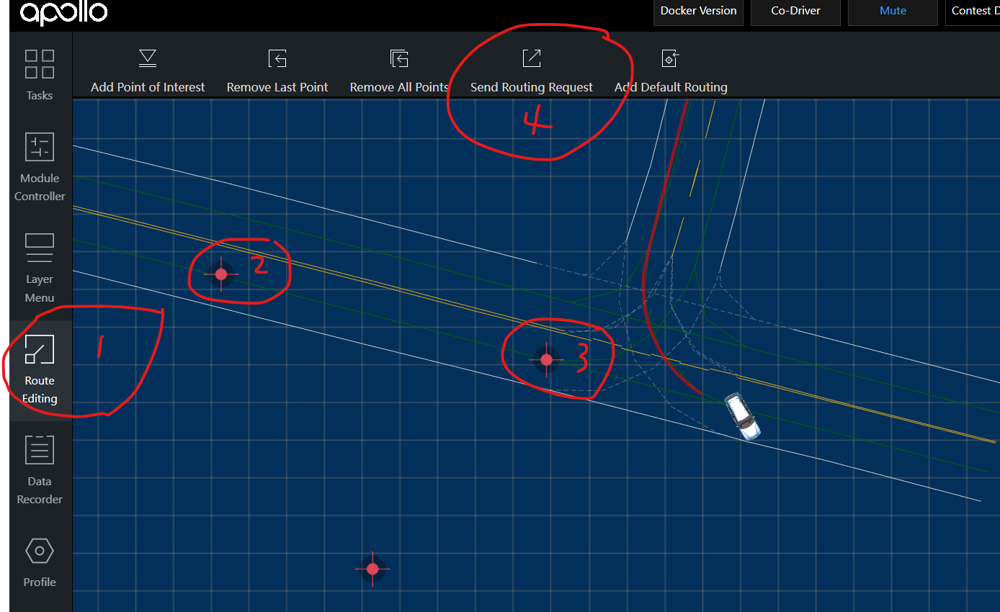 apollo
Docker Version
Co-Driver
Mute
Contest D
Tasks
Add Point of Interest
Remove Last Point
Remove All Points
Send Routing Request
Add Default Routing
4
Module
Controller
Layer
Menu
2
1
3
Route
Editing
Data
Recorder
Profile